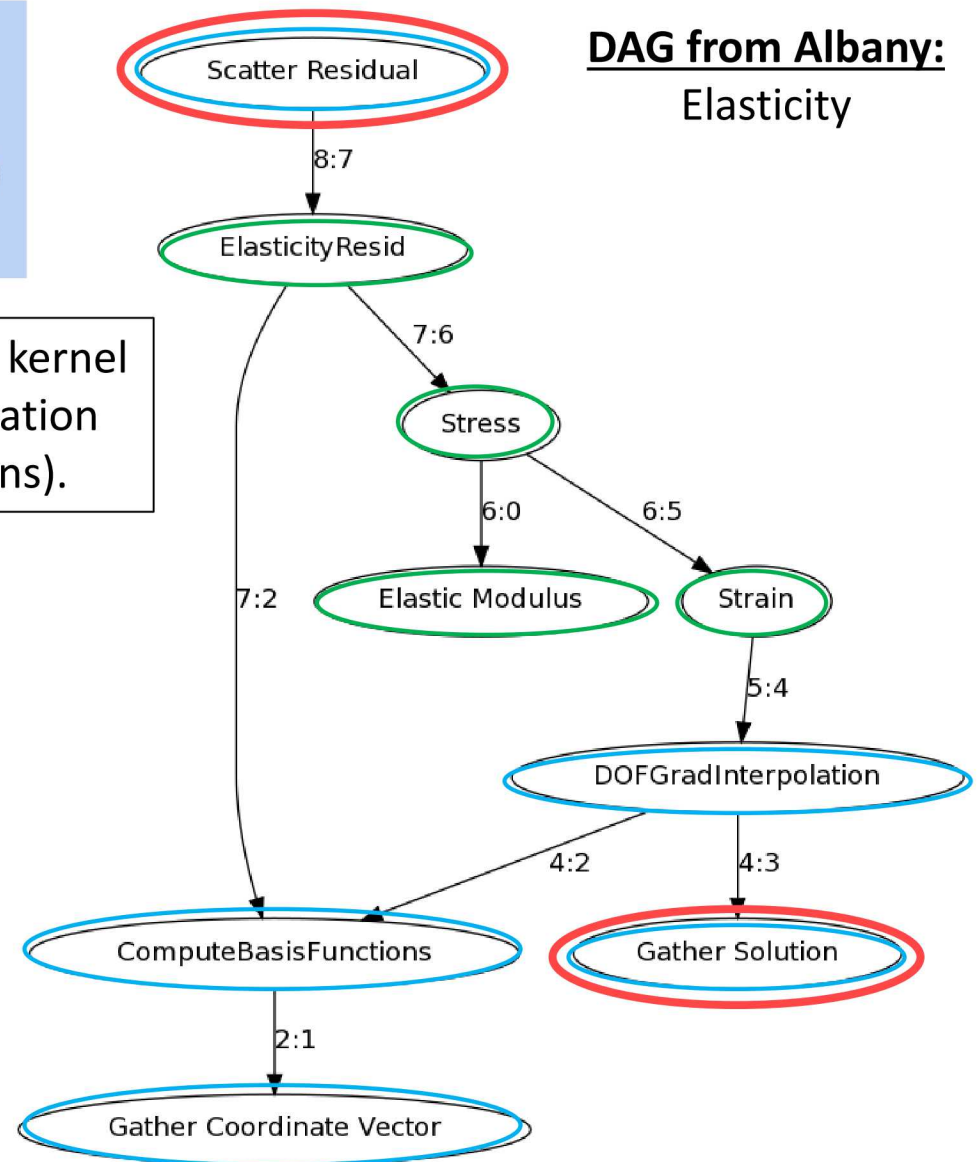 DAG from Albany:
Elasticity
Scatter Residual
8:7
ElasticityResid
7:6
kernel
ation
ns).
Stress
6:0
6:5
7:2
Elastic Modulus
Strain
5:4
DOFGradInterpolation
4:2
4:3
ComputeBasisFunctions
Gather Solution
2:1
Gather Coordinate Vector